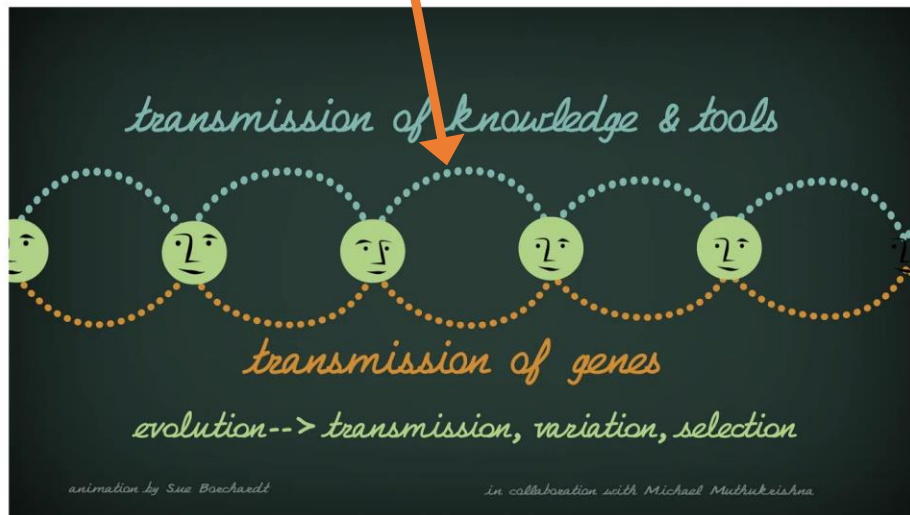 transmission of knowledge & tools
transmission of genes
evolution--> transmission, variation, selection
animation by Sue Borchardt
in collaboration with Michael Muthukrishna